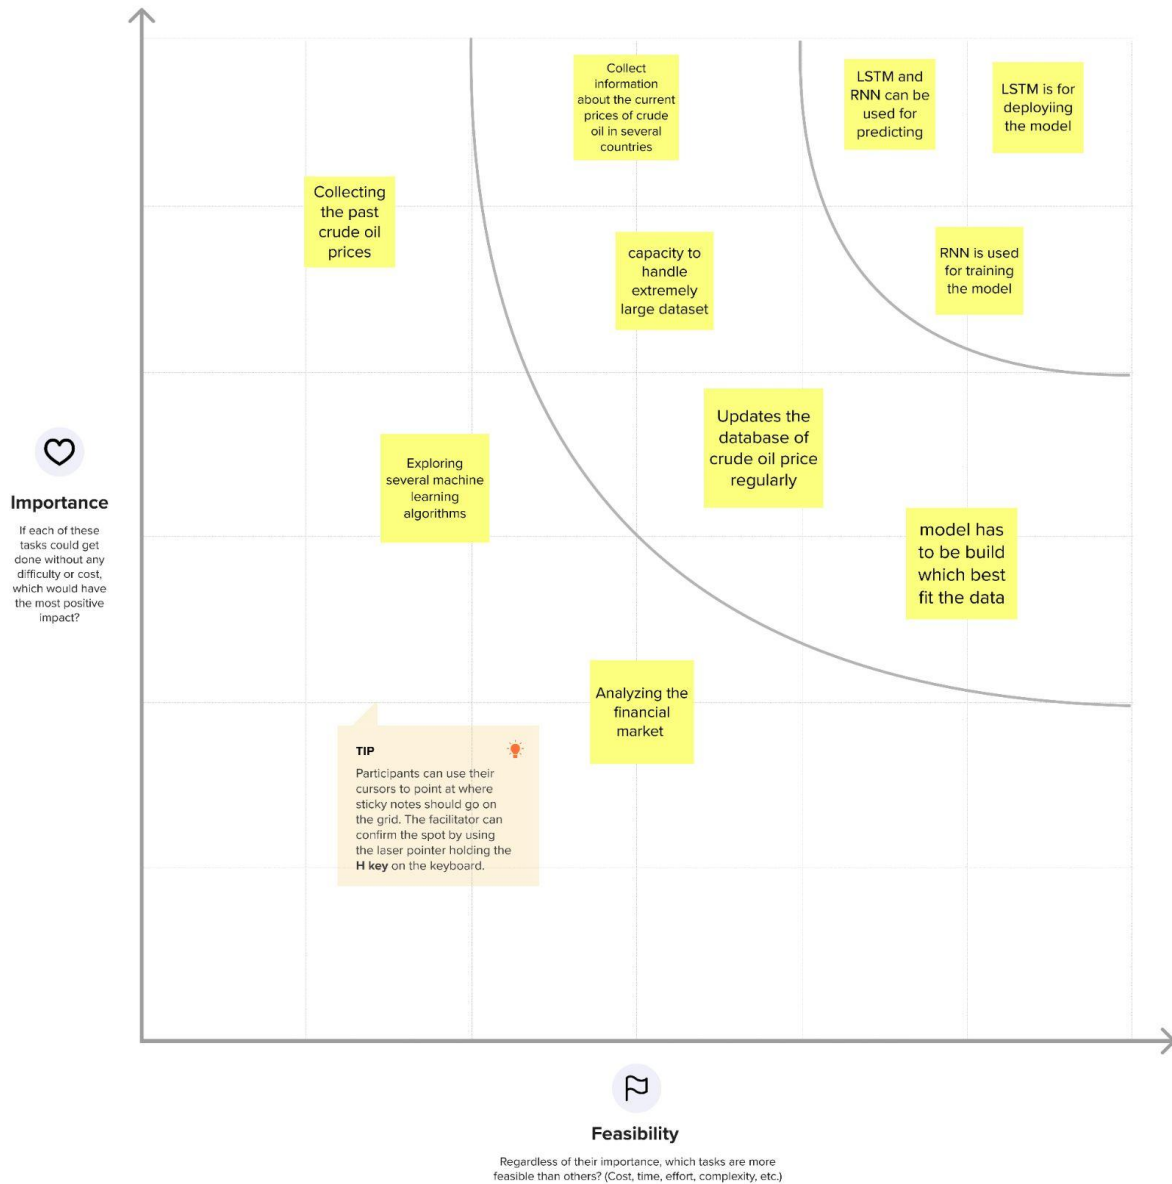 Collect
information
about the current
prices of crude
oil in several
countries
LSTM and
RNN can be
used for
predicting
LSTM is for
deployiing
the model
Collecting
the past
crude oil
prices
capacity to
handle
extremely
large dataset
RNN is used
for training
the model
Updates the
database of
crude oil price
regularly
Exploring
several machine
learning
algorithms
model has
to be build
which best
fit the data
Importance
If each of these
tasks could get
done without any
difficulty or cost,
which would have
the most positive
impact?
Analyzing the
financial
market
TIP
Participants can use their
cursors to point at where
sticky notes should go on
the grid. The facilitator can
confirm the spot by using
the laser pointer holding the
H key on the keyboard.
Feasibility
Regardless of their importance, which tasks are more
feasible than others? (Cost, time, effort, complexity, etc.)